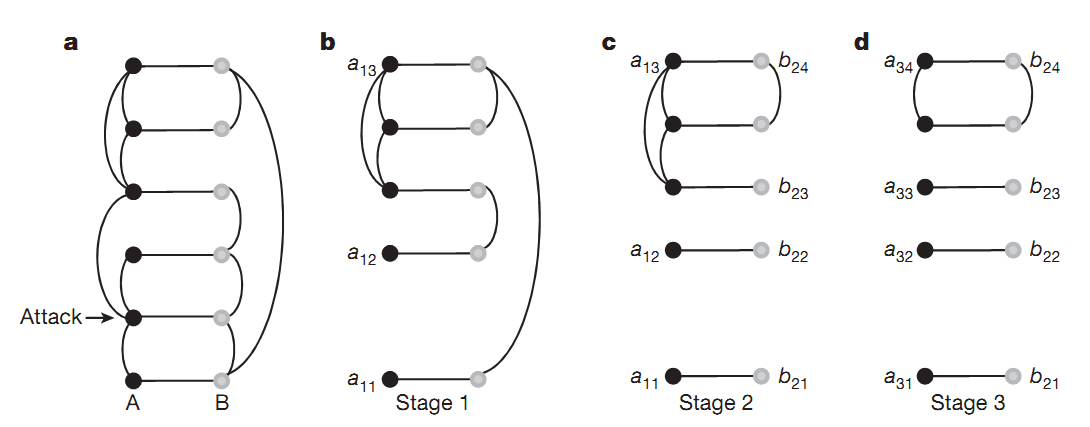 a
Attack
A B
b
a13
a12
a11
Stage 1
c
a13 b24
b23
a12 b22
a11 b21
Stage 2
d
a34 b24
a33 b23
a32 b22
a31 b21
Stage 3